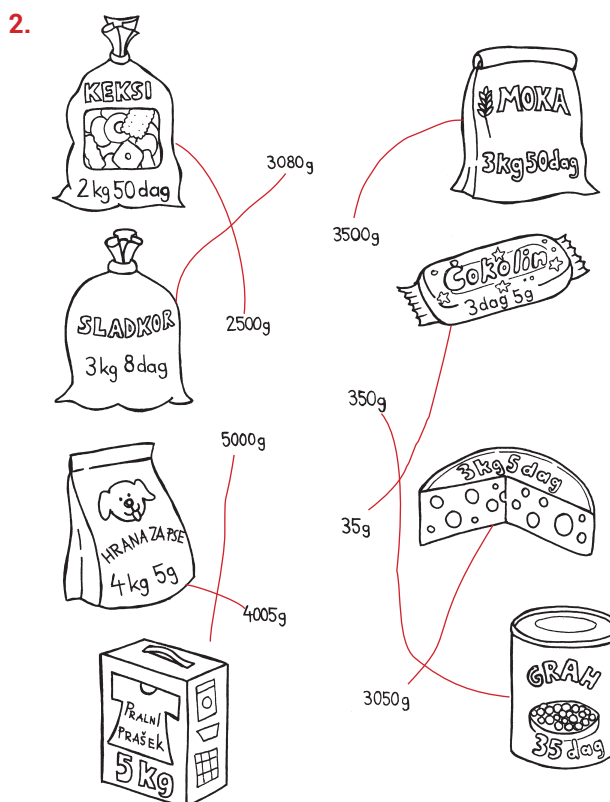 2.
KEKSI
2 kg 50 dag
3080 g
SLADKOR
3 kg 8 dag
2500 g
5000 g
HRANA ZA PSE
4 kg 5 g
4005 g
PRALNI
PRAŠEK
5 kg
MOKA
3 kg 50 dag
3500 g
Čokolin
3 dag 5 g
350 g
3 kg 5 dag
35 g
3050 g
GRAH
35 dag